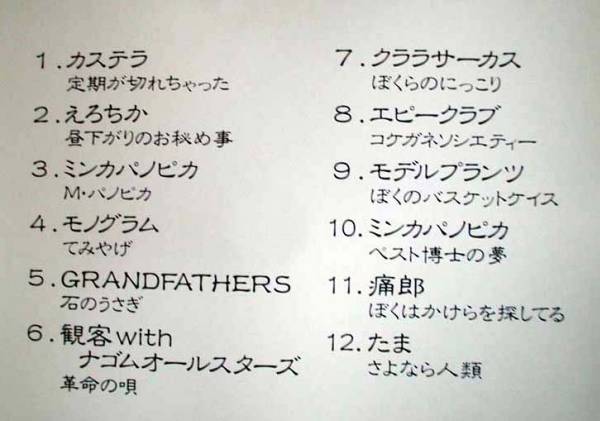 1.カステラ
定期が切れちゃった
2.えろちか
昼下がりのお秘め事
3.ミンカパノピカ
M・パノピカ
4.モノグラム
てみやげ
5.GRANDFATHERS
石のうさぎ
6.観客with
ナゴムオールスターズ
革命の唄
7.クララサーカス
ぼくらのにっこり
8.エピークラブ
コケガネソシエティー
9.モデルプランツ
ぼくのバスケットケイス
10.ミンカパノピカ
ペスト博士の夢
11.痛郎
ぼくはかけらを探してる
12.たま
さよなら人類